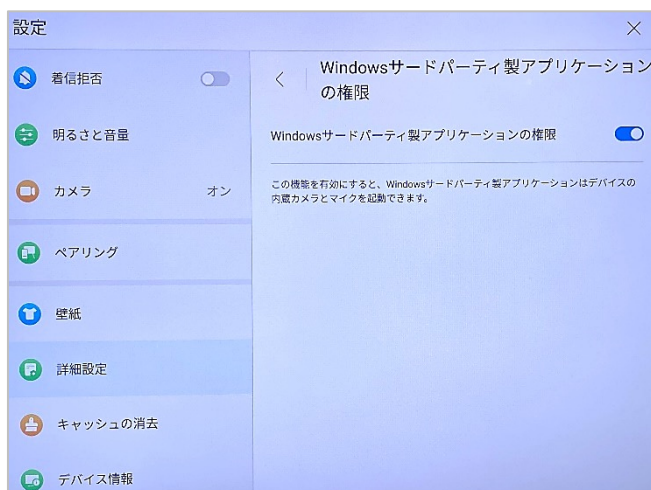 設定
着信拒否
明るさと音量
カメラ オン
ペアリング
壁紙
詳細設定
キャッシュの消去
デバイス情報
Windowsサードパーティ製アプリケーション
の権限
Windowsサードパーティ製アプリケーションの権限
この機能を有効にすると、Windowsサードパーティ製アプリケーションはデバイスの
内蔵カメラとマイクを起動できます。